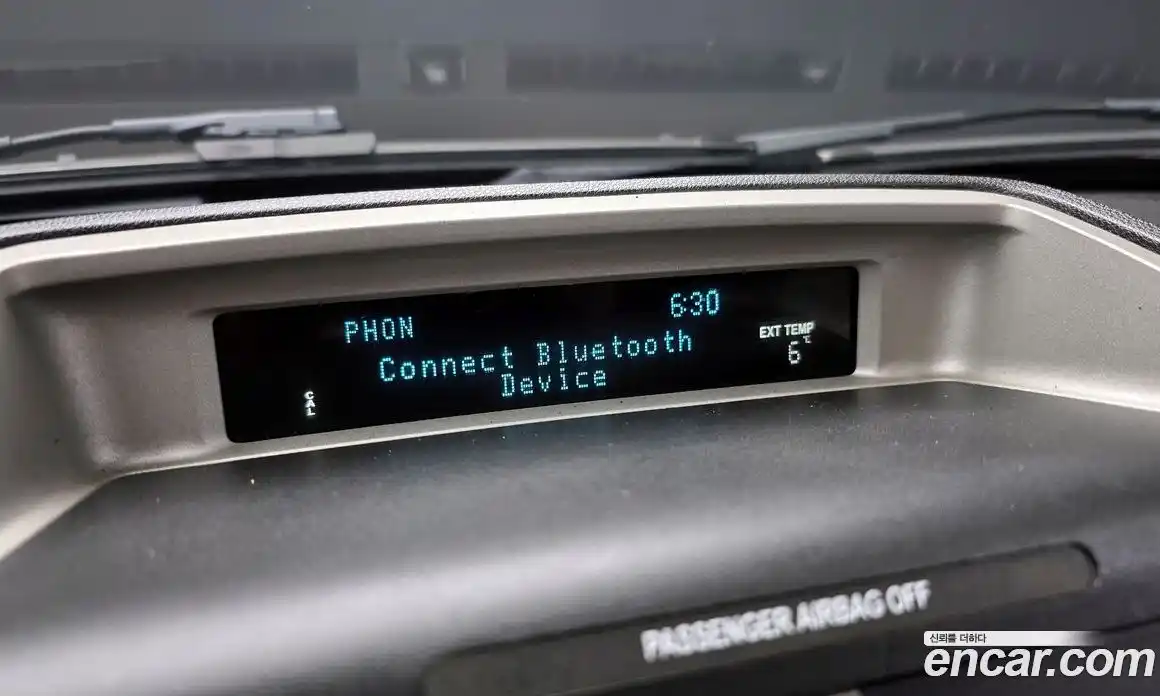 PHON 6:30
Connect Bluetooth
Device
EXT TEMP
6℃
CAL
PASSENGER AIRBAG OFF
신뢰를 더하다
encar.com